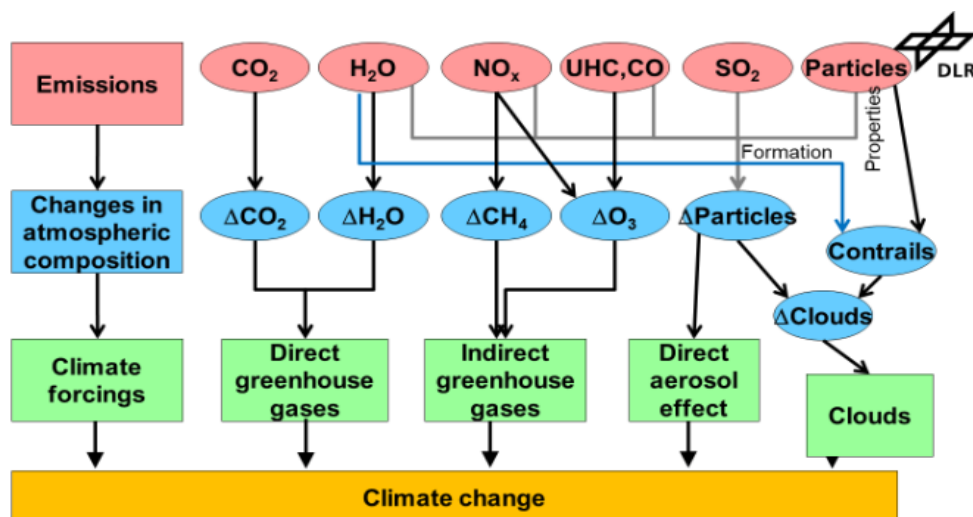 Emissions
CO₂
H₂O
NOₓ
UHC,CO
SO₂
Particles
DLR
Formation
Properties
Changes in
atmospheric
composition
ΔCO₂
ΔH₂O
ΔCH₄
ΔO₃
ΔParticles
Contrails
ΔClouds
Climate
forcings
Direct
greenhouse
gases
Indirect
greenhouse
gases
Direct
aerosol
effect
Clouds
Climate change